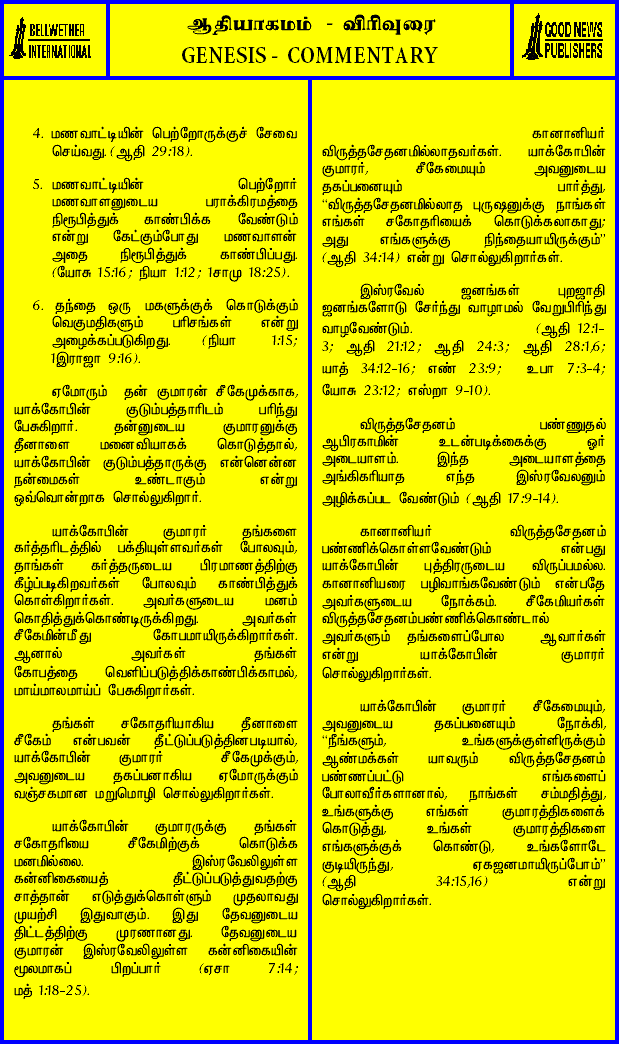 BELLWETHER
INTERNATIONAL
ஆதியாகமம் - விரிவுரை
GENESIS - COMMENTARY
GOOD NEWS
PUBLISHERS
4. மணவாட்டியின் பெற்றோருக்குச் சேவை
செய்வது. (ஆதி 29:18).
5. மணவாட்டியின் பெற்றோர்
மணவாளனுடைய பராக்கிரமத்தை
நிரூபித்துக் காண்பிக்க வேண்டும்
என்று கேட்கும்போது மணவாளன்
அதை நிரூபித்துக் காண்பிப்பது.
(யோசு 15:16; நியா 1:12; 1சாமு 18:25).
6. தந்தை ஒரு மகளுக்குக் கொடுக்கும்
வெகுமதிகளும் பரிசங்கள் என்று
அழைக்கப்படுகிறது. (நியா 1:15;
1இராஜா 9:16).
ஏமோரும் தன் குமாரன் சீகேமுக்காக,
யாக்கோபின் குடும்பத்தாரிடம் பரிந்து
பேசுகிறார். தன்னுடைய குமாரனுக்கு
தீனாளை மனைவியாகக் கொடுத்தால்,
யாக்கோபின் குடும்பத்தாருக்கு என்னென்ன
நன்மைகள் உண்டாகும் என்று
ஒவ்வொன்றாக சொல்லுகிறார்.
யாக்கோபின் குமாரர் தங்களை
கர்த்தரிடத்தில் பக்தியுள்ளவர்கள் போலவும்,
தாங்கள் கர்த்தருடைய பிரமாணத்திற்கு
கீழ்ப்படிகிறவர்கள் போலவும் காண்பித்துக்
கொள்கிறார்கள். அவர்களுடைய மனம்
கொதித்துக்கொண்டிருக்கிறது. அவர்கள்
சீகேமின்மீது கோபமாயிருக்கிறார்கள்.
ஆனால் அவர்கள் தங்கள்
கோபத்தை வெளிப்படுத்திக்காண்பிக்காமல்,
மாய்மாலமாய்ப் பேசுகிறார்கள்.
தங்கள் சகோதரியாகிய தீனாளை
சீகேம் என்பவன் தீட்டுப்படுத்தினபடியால்,
யாக்கோபின் குமாரர் சீகேமுக்கும்,
அவனுடைய தகப்பனாகிய ஏமோருக்கும்
வஞ்சகமான மறுமொழி சொல்லுகிறார்கள்.
யாக்கோபின் குமாரருக்கு தங்கள்
சகோதரியை சீகேமிற்குக் கொடுக்க
மனமில்லை. இஸ்ரவேலிலுள்ள
கன்னிகையைத் தீட்டுப்படுத்துவதற்கு
சாத்தான் எடுத்துக்கொள்ளும் முதலாவது
முயற்சி இதுவாகும். இது தேவனுடைய
திட்டத்திற்கு முரணானது. தேவனுடைய
குமாரன் இஸ்ரவேலிலுள்ள கன்னிகையின்
மூலமாகப் பிறப்பார் (ஏசா 7:14;
மத் 1:18-25).
கானானியர்
விருத்தசேதனமில்லாதவர்கள். யாக்கோபின்
குமாரர், சீகேமையும் அவனுடைய
தகப்பனையும் பார்த்து,
"விருத்தசேதனமில்லாத புருஷனுக்கு நாங்கள்
எங்கள் சகோதரியைக் கொடுக்கலாகாது;
அது எங்களுக்கு நிந்தையாயிருக்கும்"
(ஆதி 34:14) என்று சொல்லுகிறார்கள்.
இஸ்ரவேல் ஜனங்கள் புறஜாதி
ஜனங்களோடு சேர்ந்து வாழாமல் வேறுபிரிந்து
வாழவேண்டும். (ஆதி 12:1-
3; ஆதி 21:12; ஆதி 24:3; ஆதி 28:1,6;
யாத் 34:12-16; எண் 23:9; உபா 7:3-4;
யோசு 23:12; எஸ்றா 9-10).
விருத்தசேதனம் பண்ணுதல்
ஆபிரகாமின் உடன்படிக்கைக்கு ஓர்
அடையாளம். இந்த அடையாளத்தை
அங்கிகரியாத எந்த இஸ்ரவேலனும்
அழிக்கப்பட வேண்டும் (ஆதி 17:9-14).
கானானியர் விருத்தசேதனம்
பண்ணிக்கொள்ளவேண்டும் என்பது
யாக்கோபின் புத்திரருடைய விருப்பமல்ல.
கானானியரை பழிவாங்கவேண்டும் என்பதே
அவர்களுடைய நோக்கம். சீகேமியர்கள்
விருத்தசேதனம்பண்ணிக்கொண்டால்
அவர்களும் தங்களைப்போல ஆவார்கள்
என்று யாக்கோபின் குமாரர்
சொல்லுகிறார்கள்.
யாக்கோபின் குமாரர் சீகேமையும்,
அவனுடைய தகப்பனையும் நோக்கி,
"நீங்களும், உங்களுக்குள்ளிருக்கும்
ஆண்மக்கள் யாவரும் விருத்தசேதனம்
பண்ணப்பட்டு எங்களைப்
போலாவீர்களானால், நாங்கள் சம்மதித்து,
உங்களுக்கு எங்கள் குமாரத்திகளைக்
கொடுத்து, உங்கள் குமாரத்திகளை
எங்களுக்குக் கொண்டு, உங்களோடே
குடியிருந்து, ஏகஜனமாயிருப்போம்"
(ஆதி 34:15,16) என்று
சொல்லுகிறார்கள்.